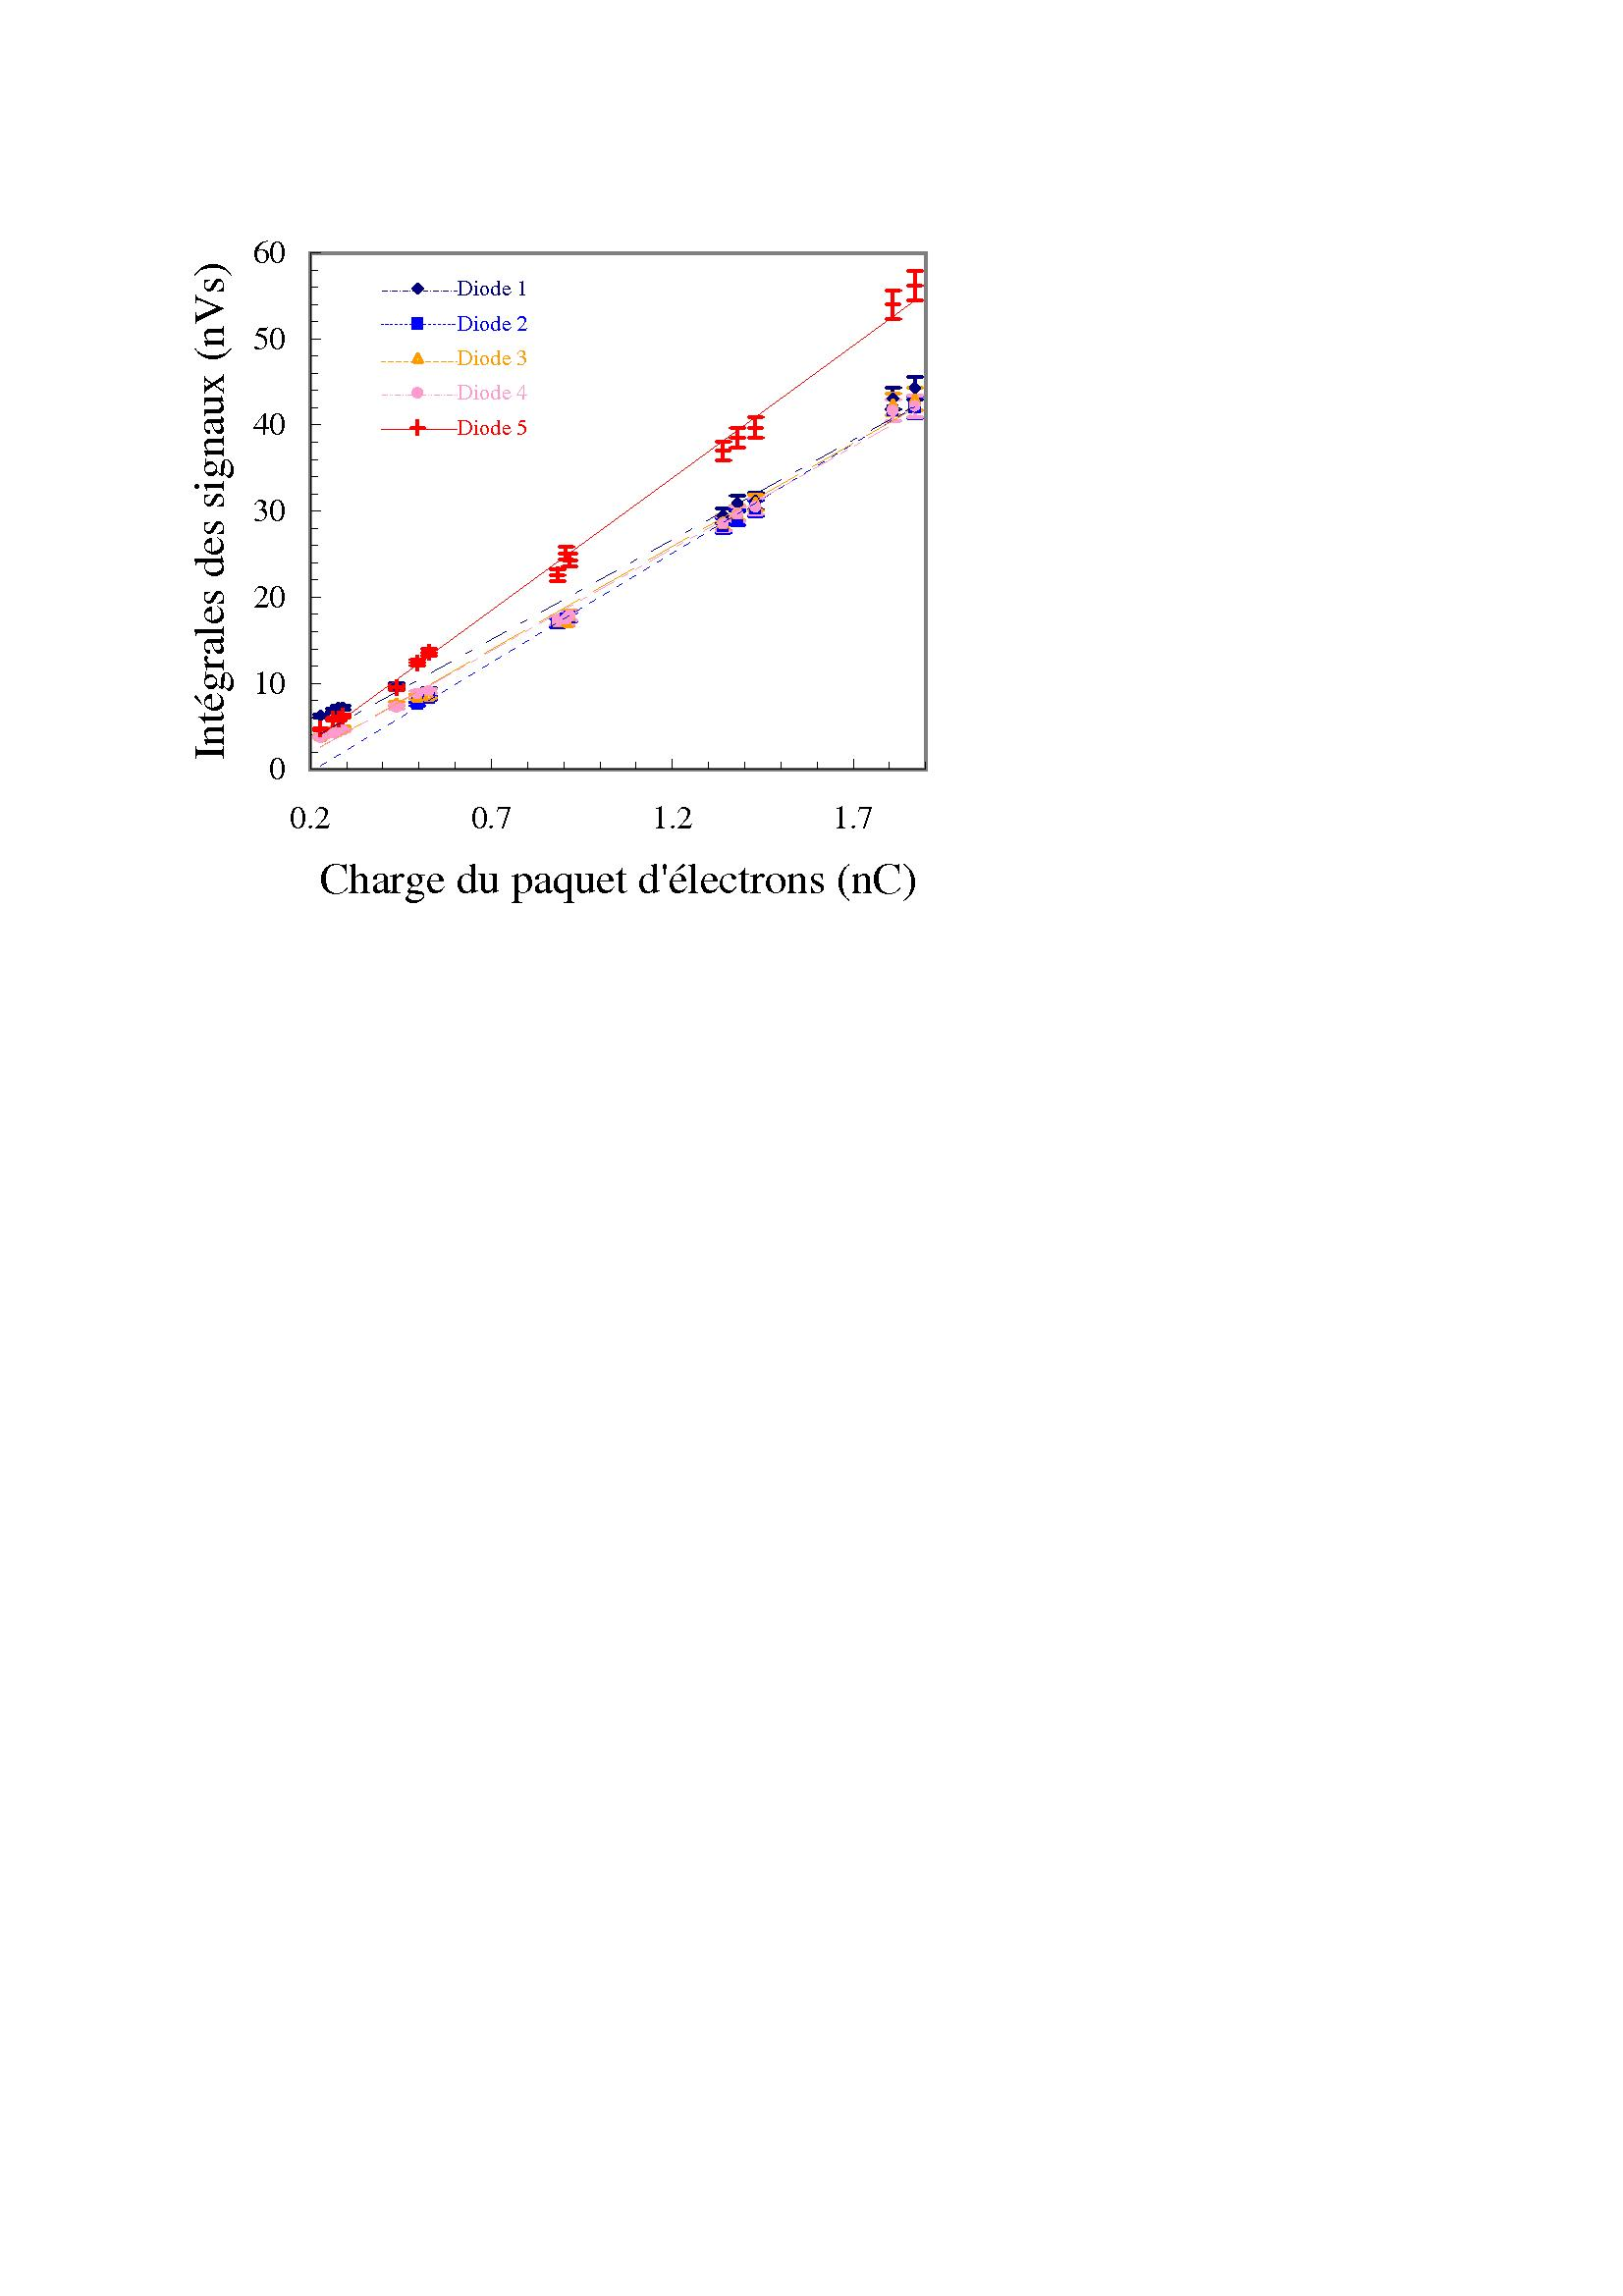 Intégrales des signaux (nVs)
60
50
40
30
20
10
0
Diode 1
Diode 2
Diode 3
Diode 4
Diode 5
0.2 0.7 1.2 1.7
Charge du paquet d'électrons (nC)